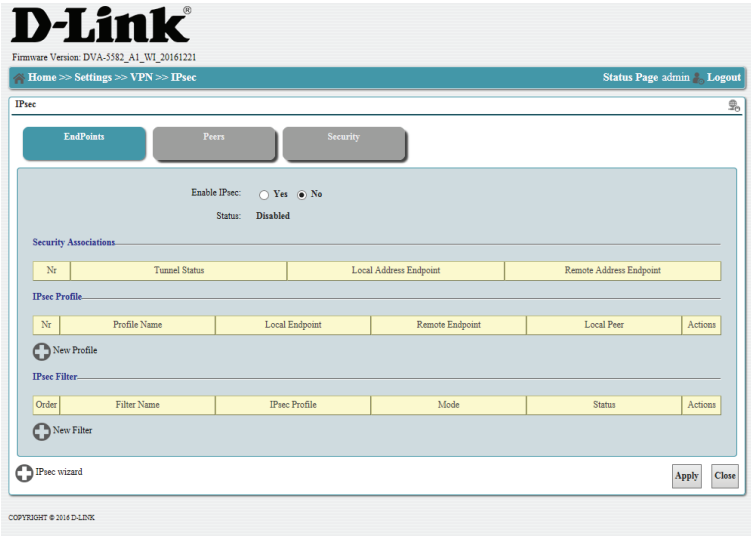 D-Link®
Firmware Version: DVA-5582_A1_WI_20161221
Home >> Settings >> VPN >> IPsec Status Page admin Logout
IPsec
EndPoints Peers Security
Enable IPsec: Yes No
Status: Disabled
Security Associations
Nr Tunnel Status Local Address Endpoint Remote Address Endpoint
IPsec Profile
Nr Profile Name Local Endpoint Remote Endpoint Local Peer Actions
New Profile
IPsec Filter
Order Filter Name IPsec Profile Mode Status Actions
New Filter
IPsec wizard
Apply Close
COPYRIGHT © 2016 D-LINK